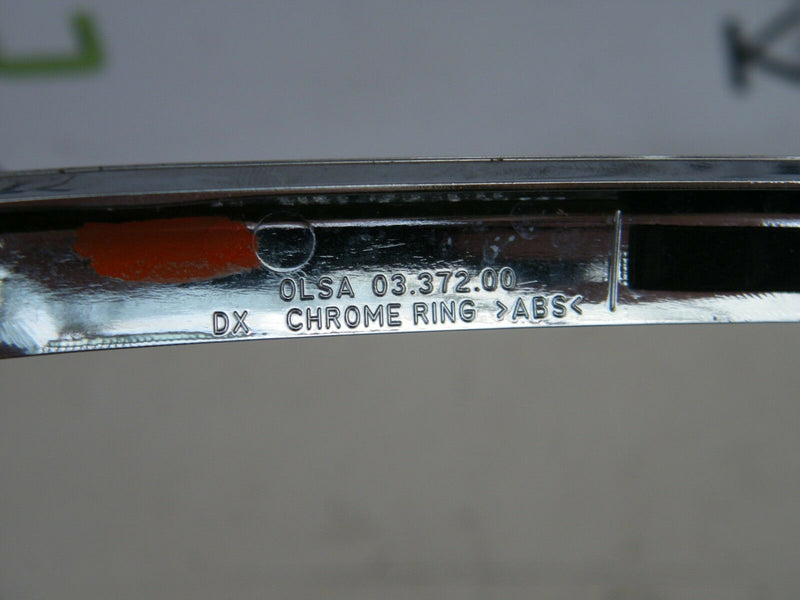 OLSA 03.372.00
DX CHROME RING >ABS<